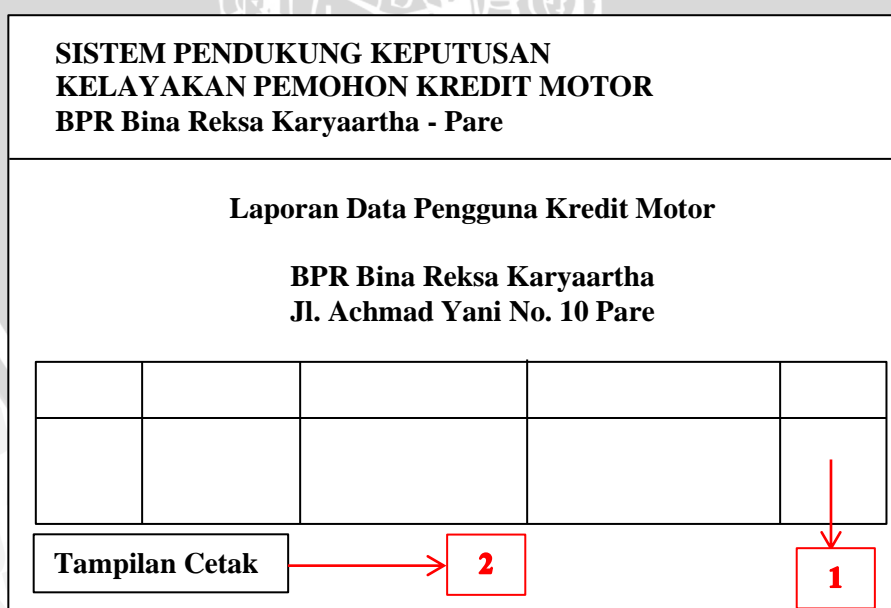 SISTEM PENDUKUNG KEPUTUSAN
KELAYAKAN PEMOHON KREDIT MOTOR
BPR Bina Reksa Karyaartha - Pare
Laporan Data Pengguna Kredit Motor
BPR Bina Reksa Karyaartha
Jl. Achmad Yani No. 10 Pare
Tampilan Cetak
2
1